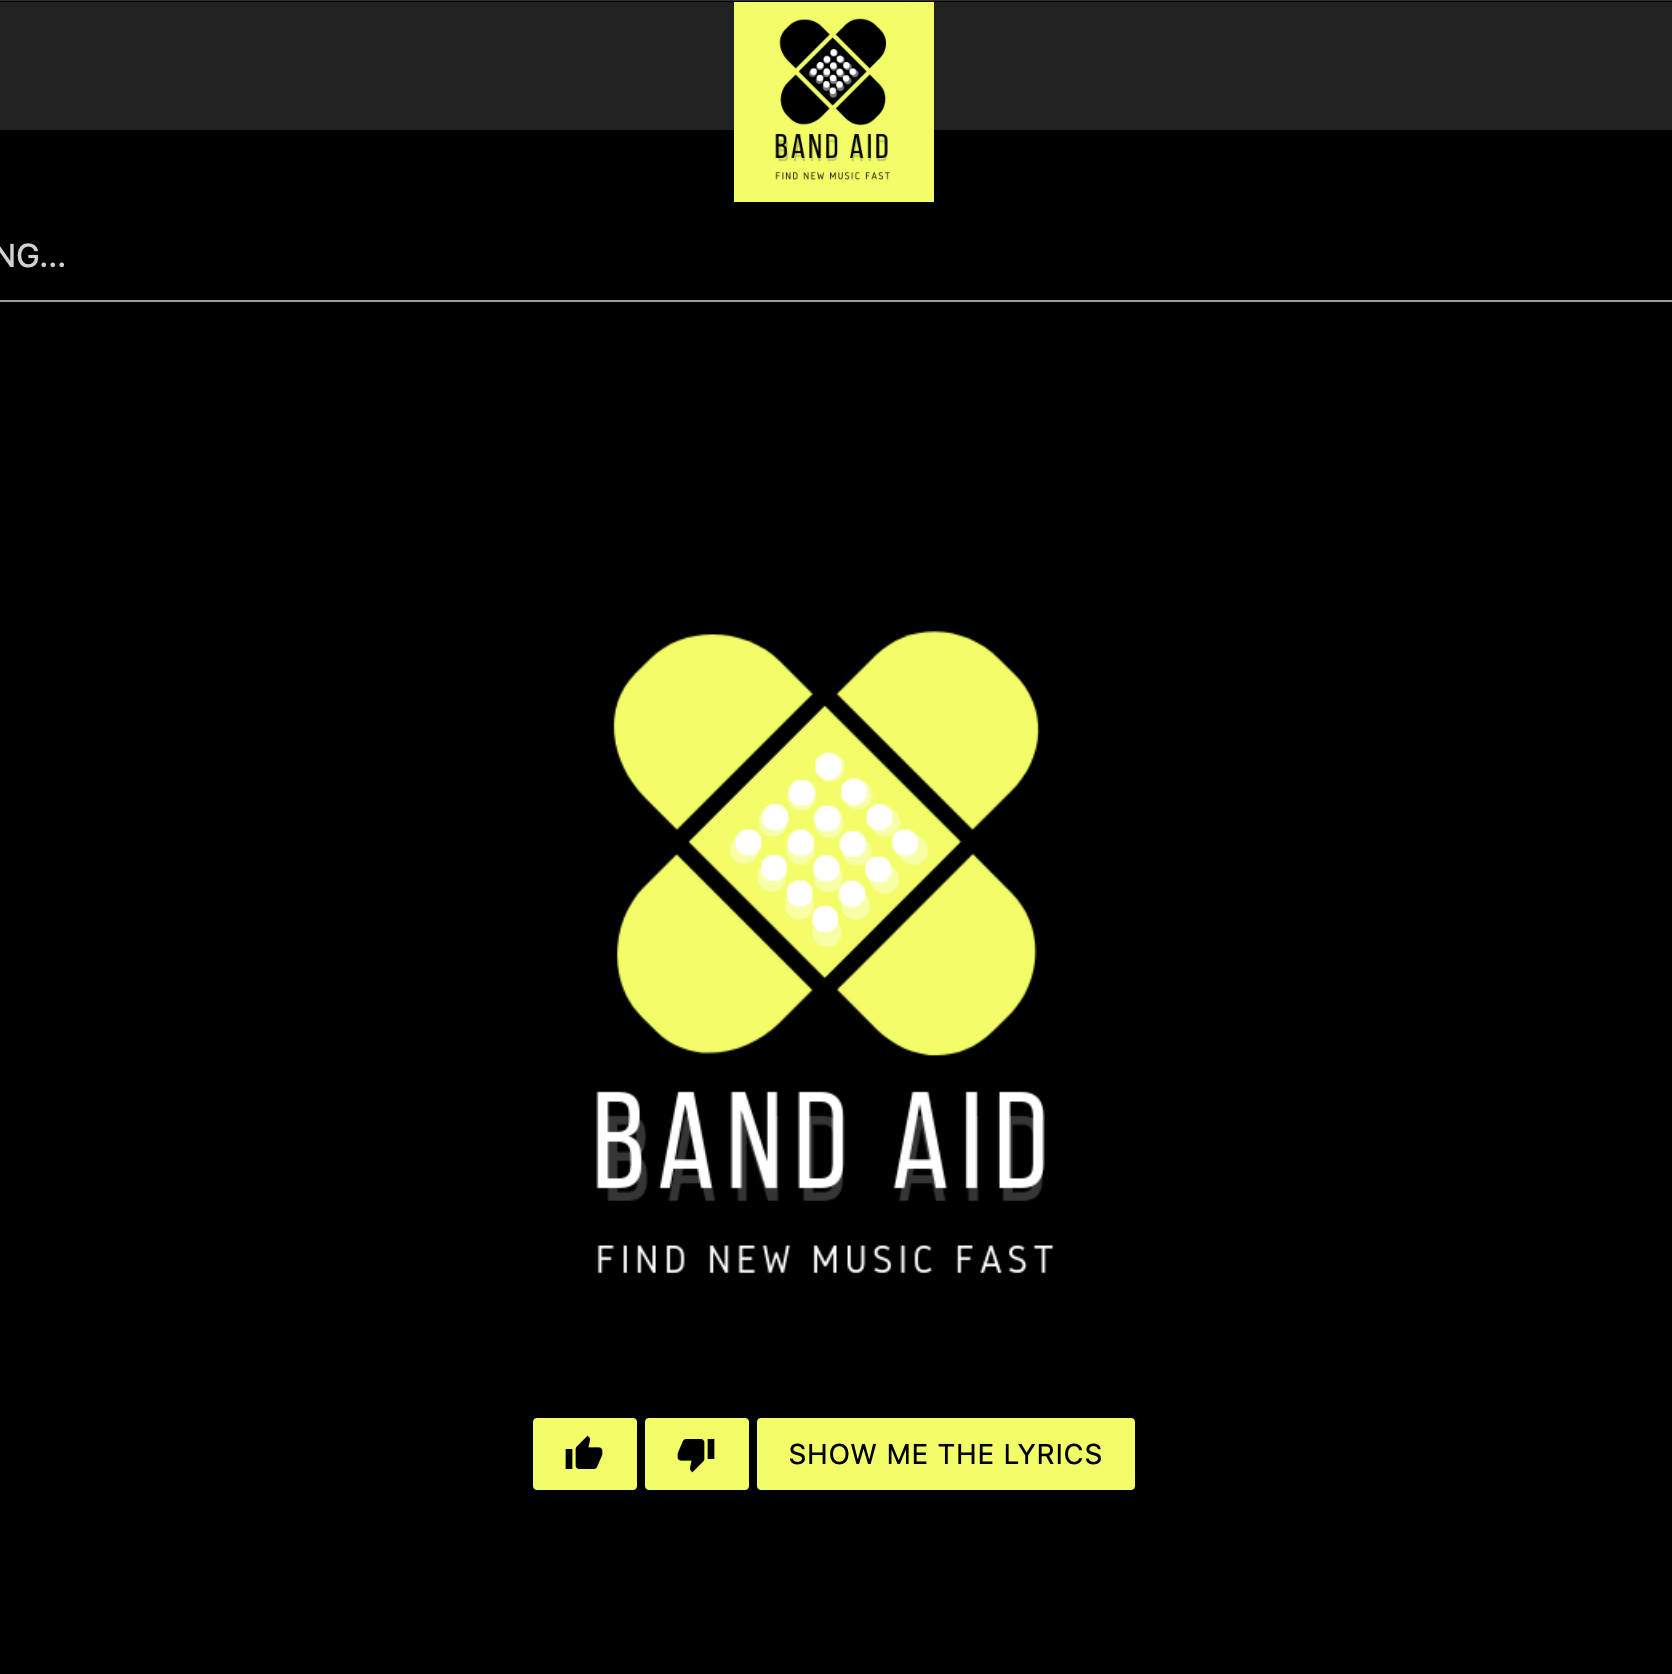 BAND AID
FIND NEW MUSIC FAST
NG...
BAND AID
FIND NEW MUSIC FAST
SHOW ME THE LYRICS